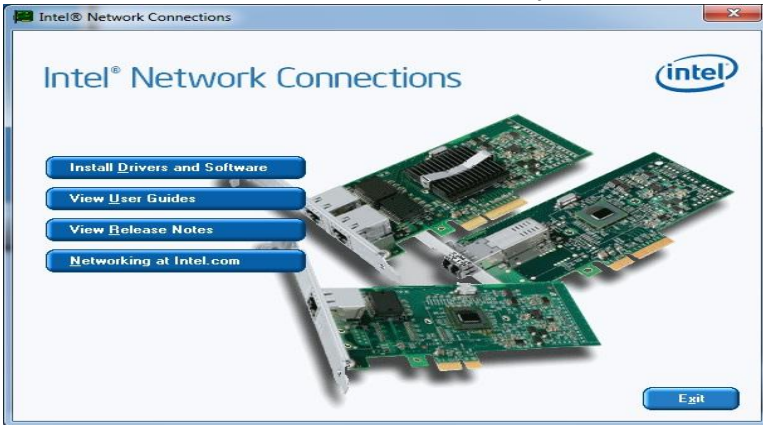 Intel® Network Connections
Intel® Network Connections
intel
Install Drivers and Software
View User Guides
View Release Notes
Networking at Intel.com
Exit